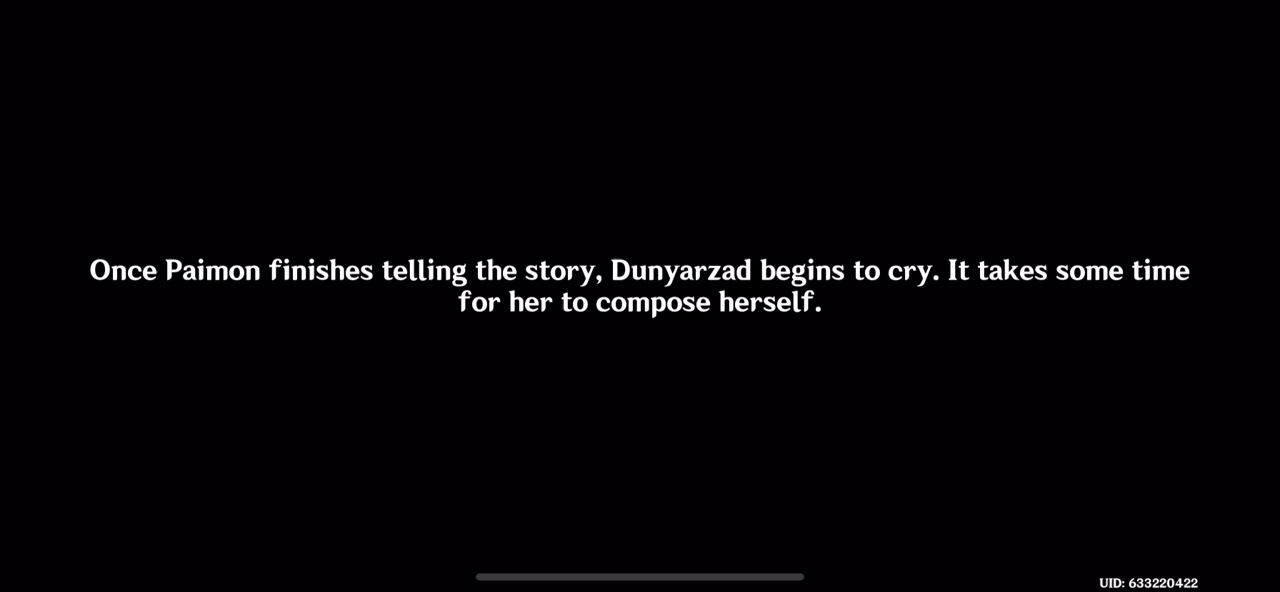 Once Paimon finishes telling the story, Dunyarzad begins to cry. It takes some time
for her to compose herself.
UID: 633220422